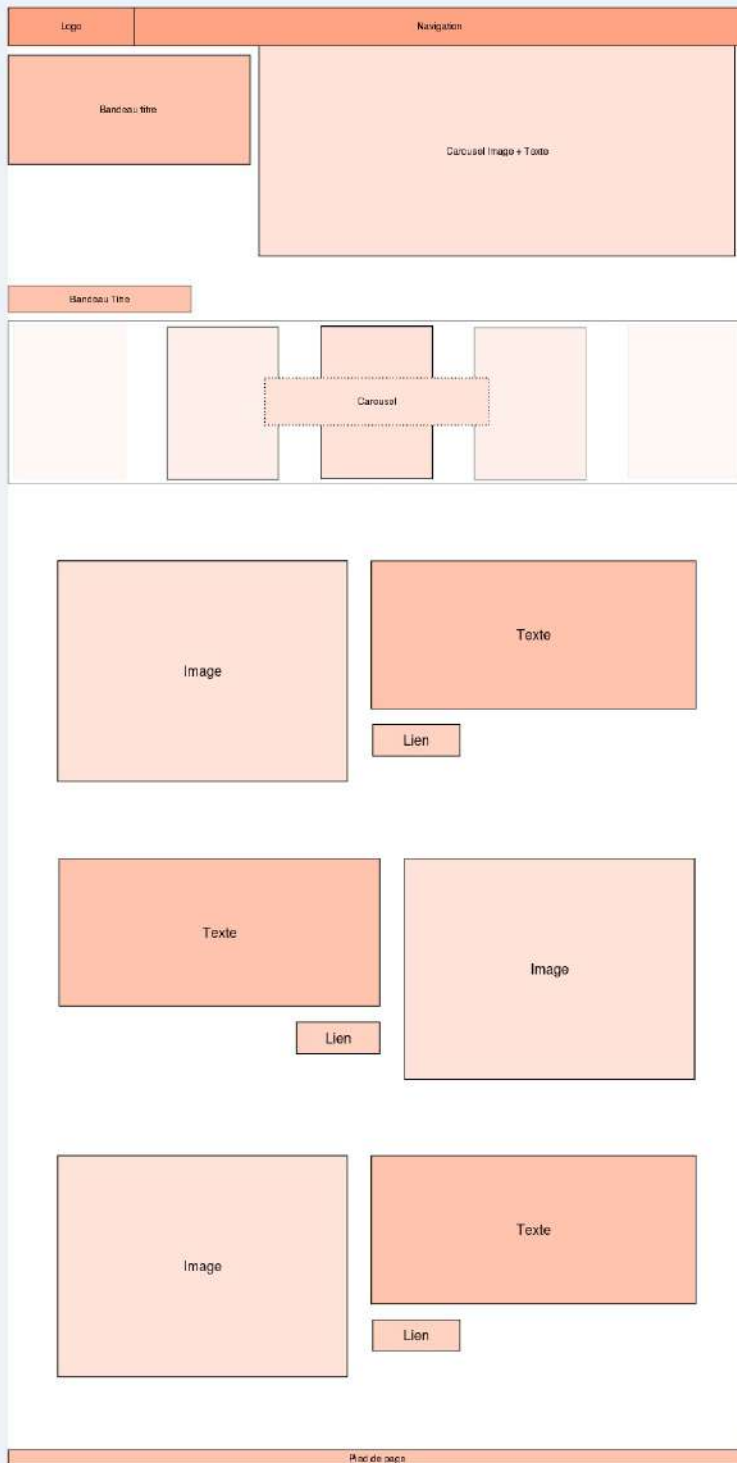 Logo
Navigation
Bandeau titre
Carousel Image + Texte
Bandeau Titre
Carousel
Image
Texte
Lien
Texte
Image
Lien
Image
Texte
Lien
Pied de page